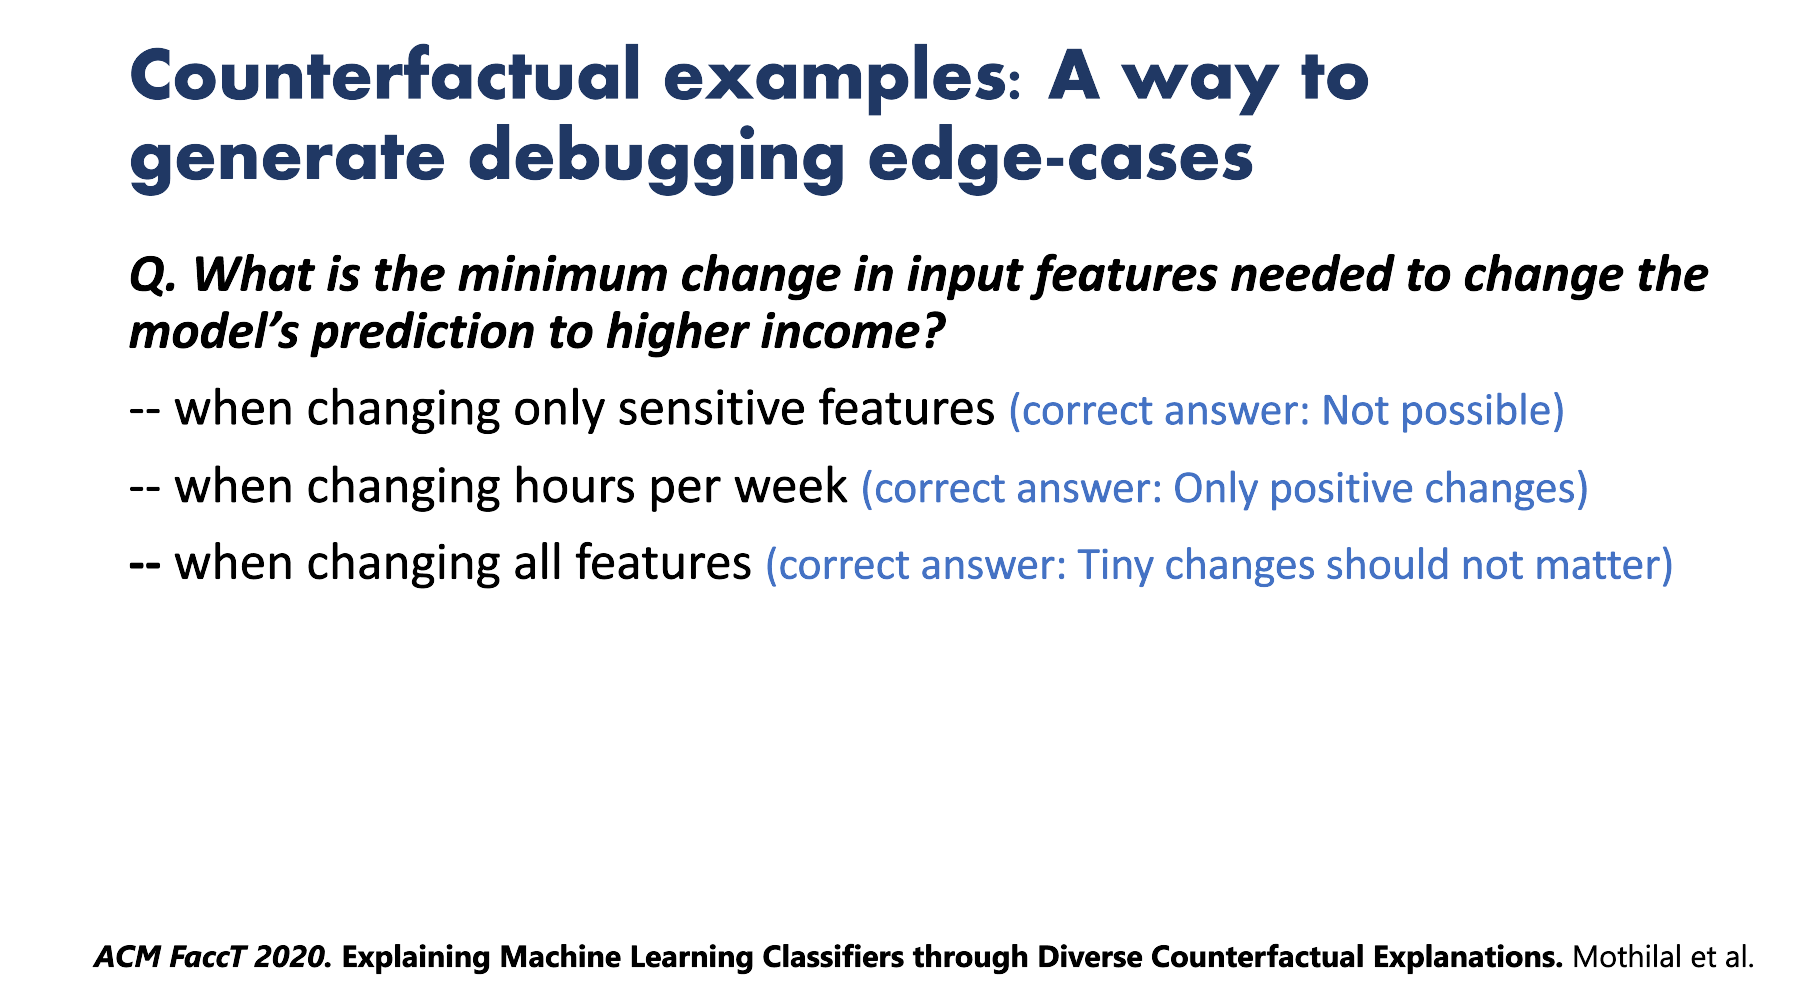 Counterfactual examples: A way to
generate debugging edge-cases
Q. What is the minimum change in input features needed to change the
model’s prediction to higher income?
-- when changing only sensitive features (correct answer: Not possible)
-- when changing hours per week (correct answer: Only positive changes)
-- when changing all features (correct answer: Tiny changes should not matter)
ACM FaccT 2020. Explaining Machine Learning Classifiers through Diverse Counterfactual Explanations. Mothilal et al.